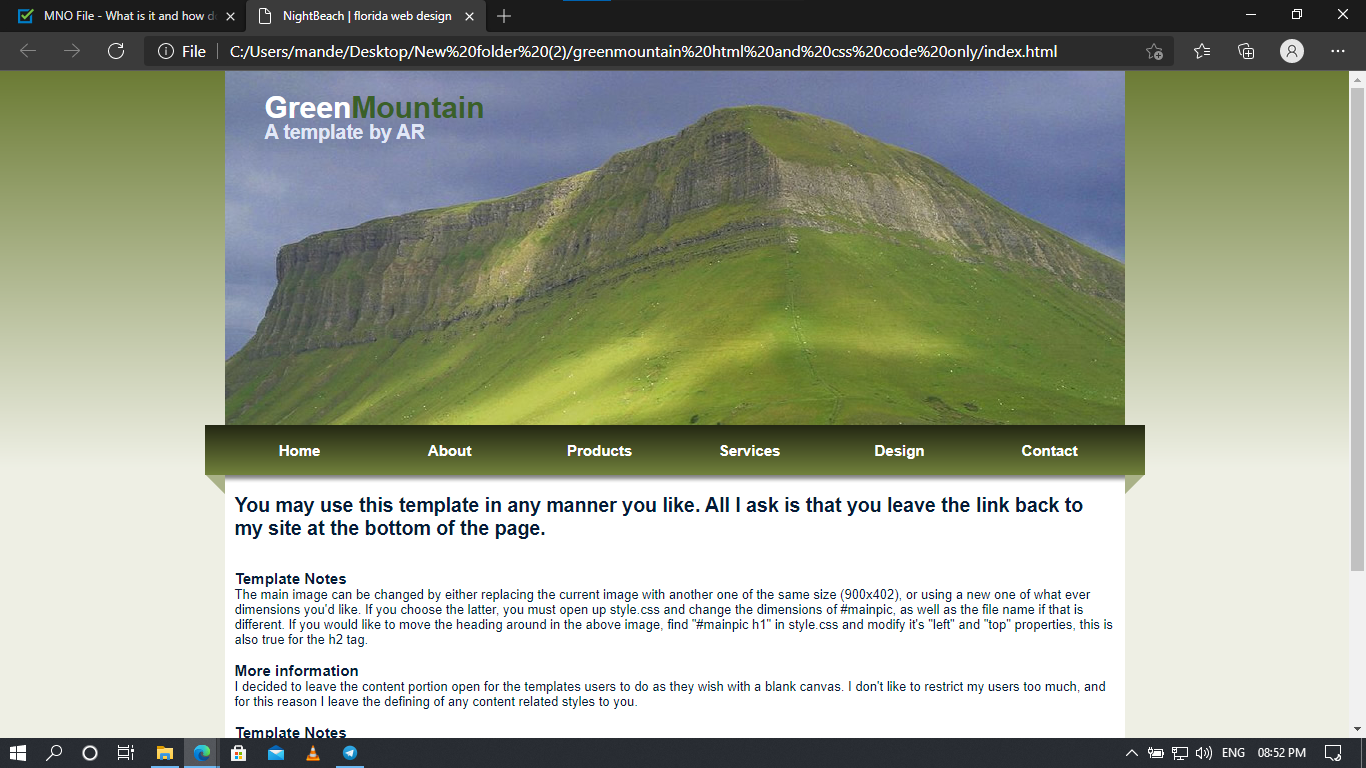 MNO File - What is it and how d
NightBeach | florida web design
File
C:/Users/mande/Desktop/New%20folder%20(2)/greenmountain%20html%20and%20css%20code%20only/index.html
GreenMountain
A template by AR
Home About Products Services Design Contact
You may use this template in any manner you like. All I ask is that you leave the link back to
my site at the bottom of the page.
Template Notes
The main image can be changed by either replacing the current image with another one of the same size (900x402), or using a new one of what ever
dimensions you'd like. If you choose the latter, you must open up style.css and change the dimensions of #mainpic, as well as the file name if that is
different. If you would like to move the heading around in the above image, find "#mainpic h1" in style.css and modify it's "left" and "top" properties, this is
also true for the h2 tag.
More information
I decided to leave the content portion open for the templates users to do as they wish with a blank canvas. I don't like to restrict my users too much, and
for this reason I leave the defining of any content related styles to you.
Template Notes
ENG 08:52 PM